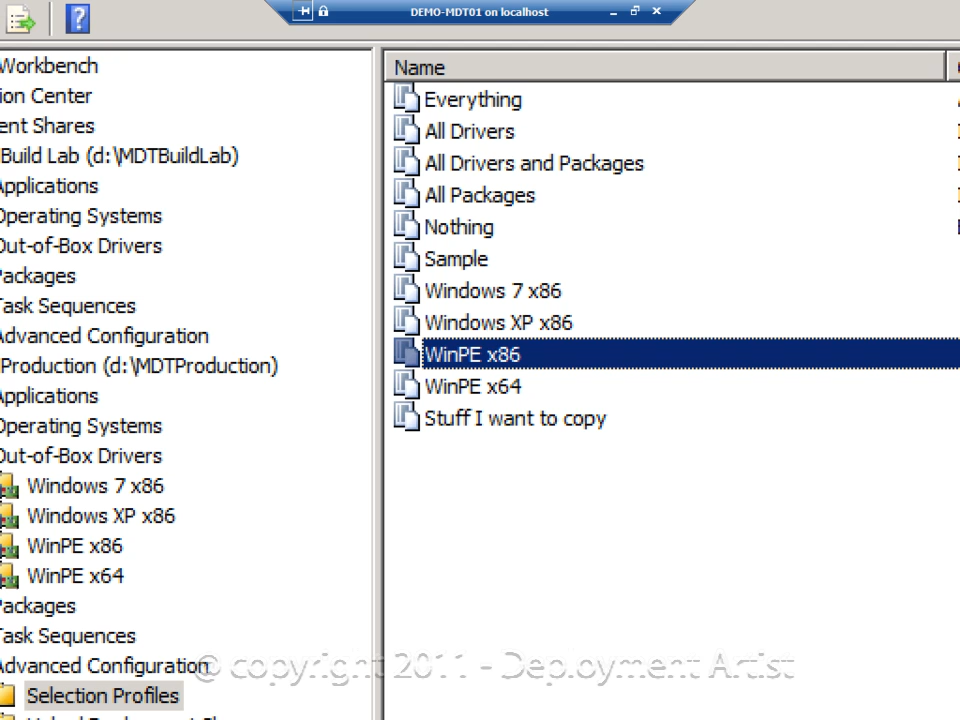 DEMO-MDT01 on localhost
Workbench
ion Center
ent Shares
Build Lab (d:\MDTBuildLab)
Applications
Operating Systems
Out-of-Box Drivers
Packages
Task Sequences
Advanced Configuration
Production (d:\MDTProduction)
Applications
Operating Systems
Out-of-Box Drivers
Windows 7 x86
Windows XP x86
WinPE x86
WinPE x64
Packages
Task Sequences
Advanced Configuration
Selection Profiles
Name
Everything
All Drivers
All Drivers and Packages
All Packages
Nothing
Sample
Windows 7 x86
Windows XP x86
WinPE x86
WinPE x64
Stuff I want to copy
© copyright 2011 - Deployment Artist